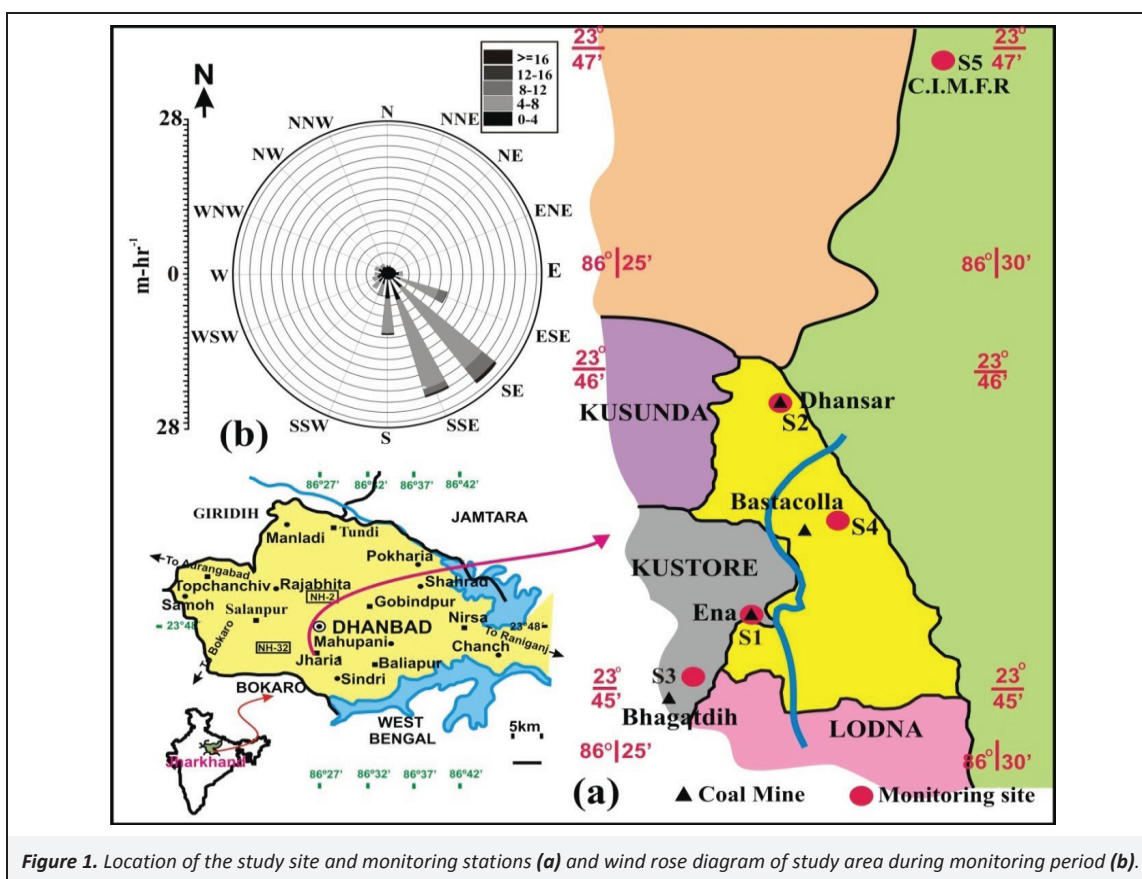 N
28
0
28
m-hr⁻¹
>=16
12-16
8-12
4-8
0-4
N
NNE
NE
ENE
E
ESE
SE
SSE
S
SSW
WSW
W
WNW
NW
NNW
(b)
23°
47'
23°
47'
S5
C.I.M.F.R
86° 25'
86° 30'
23°
46'
23°
46'
KUSUNDA
Dhansar
S2
Bastacolla
S4
KUSTORE
Ena
S1
S3
Bhagatdih
23°
45'
23°
45'
LODNA
86° 25'
86° 30'
(a)
Coal Mine
Monitoring site
86°27'
86°32'
86°37'
86°42'
GIRIDIH
JAMTARA
Manladi
Tundi
Pokharia
To Aurangabad
Topchanchiv
Rajabhita
Shahrad
Samoh
NH-2
Salanpur
Gobindpur
Nirsa
23°48'
DHANBAD
23°48'
To Raniganj
To Bokaro
NH-32
Mahupani
Chanch
Jharia
Baliapur
Sindri
BOKARO
WEST
BENGAL
5km
Jharkhand
86°27'
86°32'
86°37'
86°42'
Figure 1. Location of the study site and monitoring stations (a) and wind rose diagram of study area during monitoring period (b).